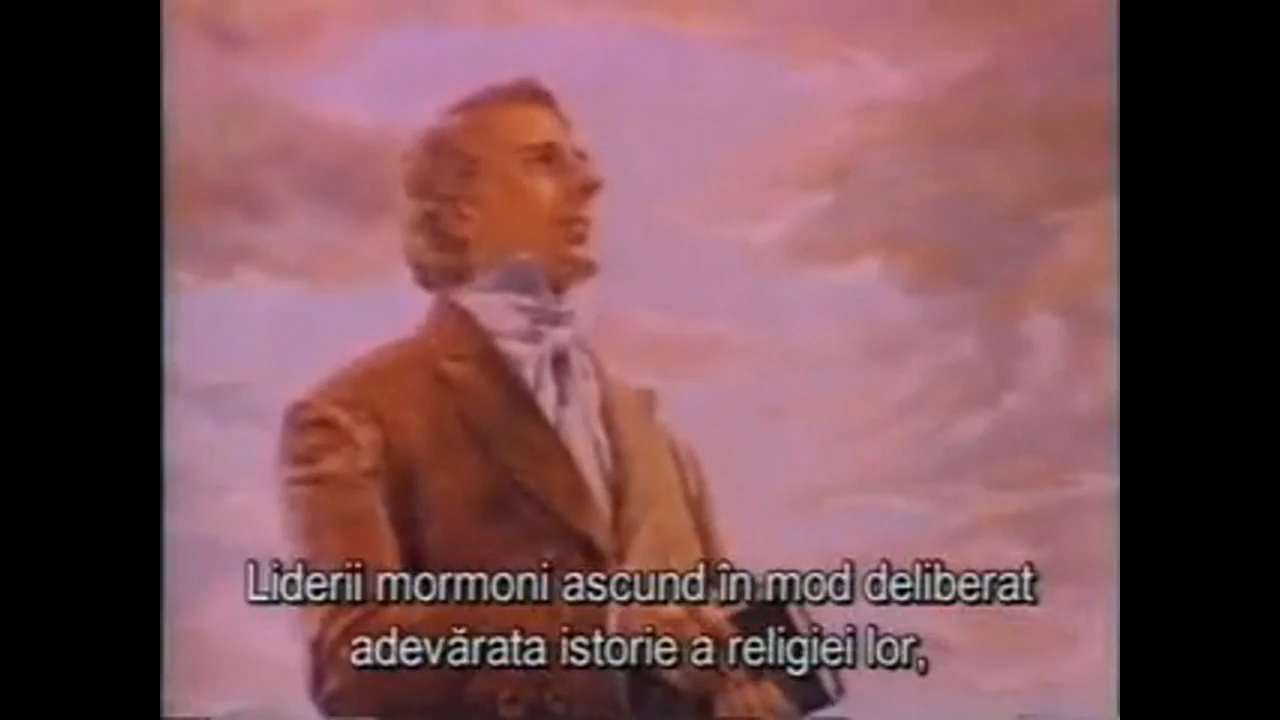 Liderii mormoni ascund în mod deliberat
adevărata istorie a religiei lor,